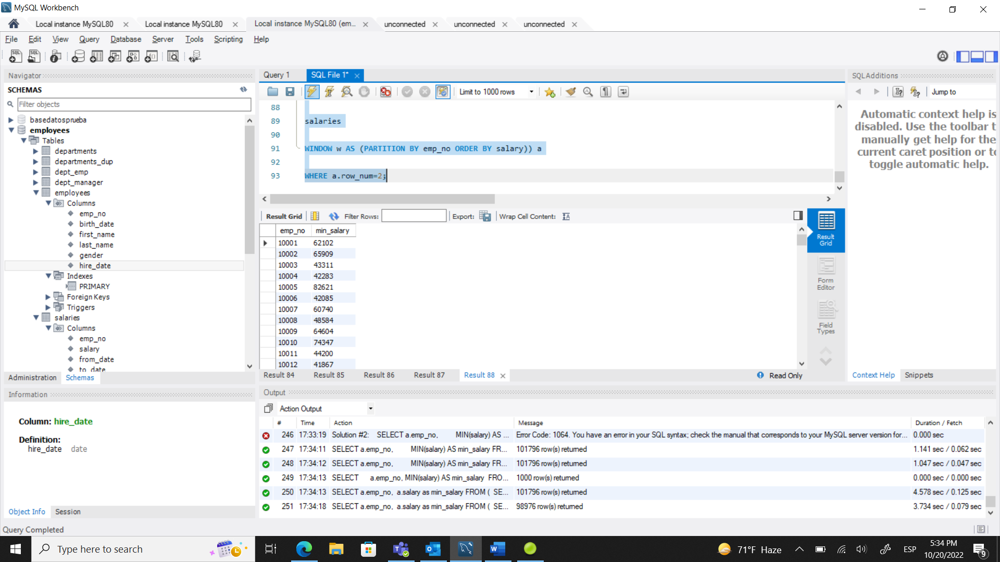 MySQL Workbench
Local instance MySQL80
Local instance MySQL80
Local instance MySQL80 (em...
unconnected
unconnected
unconnected
File Edit View Query Database Server Tools Scripting Help
Navigator
SCHEMAS
Filter objects
basedatosprueba
employees
Tables
departments
departments_dup
dept_emp
dept_manager
employees
Columns
emp_no
birth_date
first_name
last_name
gender
hire_date
Indexes
PRIMARY
Foreign Keys
Triggers
salaries
Columns
emp_no
salary
from_date
to_date
Administration Schemas
Information
Column: hire_date
Definition:
hire_date date
Object Info Session
Query Completed
Query 1 SQL File 1*
Limit to 1000 rows
88
89 salaries
90
91 WINDOW w AS (PARTITION BY emp_no ORDER BY salary)) a
92
93 WHERE a.row_num=2;
Result Grid Filter Rows: Export: Wrap Cell Content:
emp_no min_salary
10001 62102
10002 65909
10003 43311
10004 42283
10005 82621
10006 42085
10007 60740
10008 48584
10009 64604
10010 74347
10011 44200
10012 41867
Result Grid
Form Editor
Field Types
Result 84 Result 85 Result 86 Result 87 Result 88 Read Only
SQLAdditions
Jump to
Automatic context help is
disabled. Use the toolbar t
manually get help for the
current caret position or to
toggle automatic help.
Context Help Snippets
Output
Action Output
# Time Action Message Duration / Fetch
246 17:33:19 Solution #2: SELECT a.emp_no, MIN(salary) AS ... Error Code: 1064. You have an error in your SQL syntax; check the manual that corresponds to your MySQL server version for... 0.000 sec
247 17:34:11 SELECT a.emp_no, MIN(salary) AS min_salary FR... 101796 row(s) returned 1.141 sec / 0.062 sec
248 17:34:12 SELECT a.emp_no, MIN(salary) AS min_salary FR... 101796 row(s) returned 1.047 sec / 0.047 sec
249 17:34:13 SELECT a.emp_no, MIN(salary) AS min_salary FRO... 1000 row(s) returned 0.000 sec / 0.000 sec
250 17:34:13 SELECT a.emp_no, a.salary as min_salary FROM ( SE... 101796 row(s) returned 4.578 sec / 0.125 sec
251 17:34:18 SELECT a.emp_no, a.salary as min_salary FROM ( SE... 98976 row(s) returned 3.734 sec / 0.079 sec
Type here to search
71°F Haze
ESP
5:34 PM
10/20/2022
9